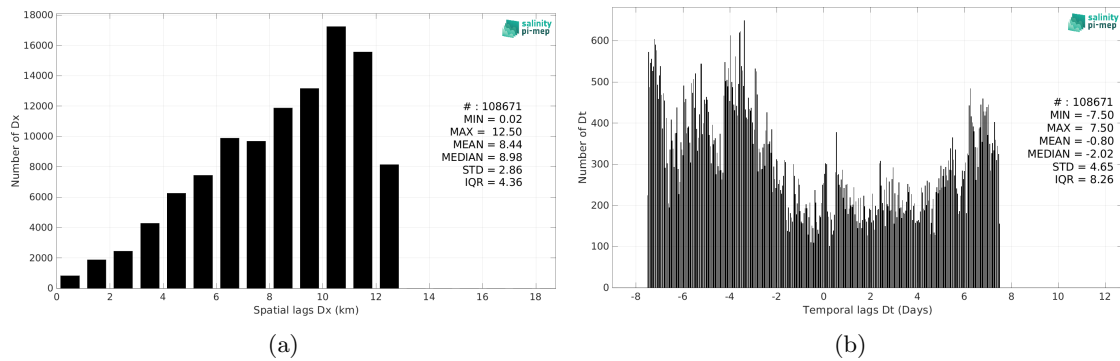 18000
16000
14000
12000
10000
8000
6000
4000
2000
0
Number of Dx
0 2 4 6 8 10 12 14 16 18
Spatial lags Dx (km)
salinity
pi-mep
# : 108671
MIN = 0.02
MAX = 12.50
MEAN = 8.44
MEDIAN = 8.98
STD = 2.86
IQR = 4.36
(a)
600
500
400
300
200
100
0
Number of Dt
-8 -6 -4 -2 0 2 4 6 8 10 12
Temporal lags Dt (Days)
salinity
pi-mep
# : 108671
MIN = -7.50
MAX = 7.50
MEAN = -0.80
MEDIAN = -2.02
STD = 4.65
IQR = 8.26
(b)